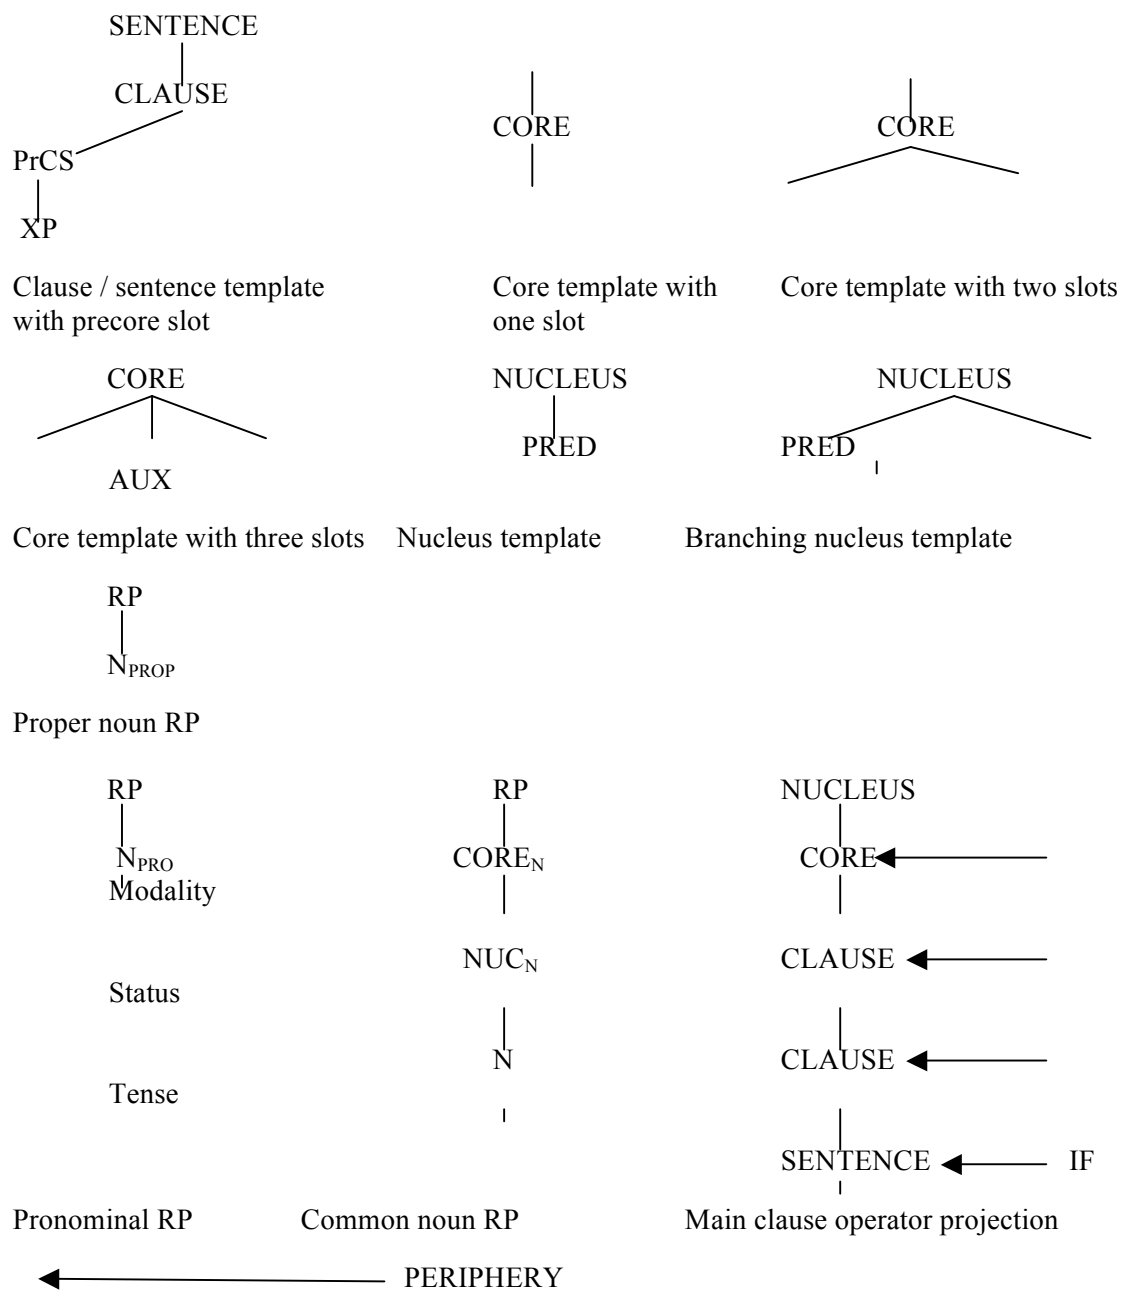 SENTENCE
CLAUSE
CORE
CORE
PrCS
XP
Clause / sentence template
with precore slot
Core template with
one slot
Core template with two slots
CORE
NUCLEUS
NUCLEUS
PRED
PRED
AUX
Core template with three slots
Nucleus template
Branching nucleus template
RP
NPROP
Proper noun RP
RP
RP
NUCLEUS
NPRO
COREN
CORE
Modality
NUCN
CLAUSE
Status
N
CLAUSE
Tense
SENTENCE
IF
Pronominal RP
Common noun RP
Main clause operator projection
PERIPHERY